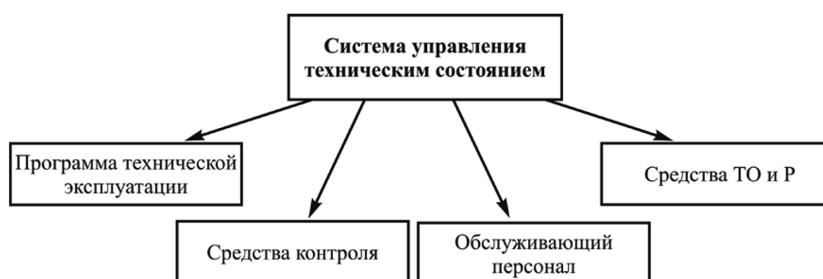 Система управления
техническим состоянием
Программа технической
эксплуатации
Средства ТО и Р
Средства контроля
Обслуживающий
персонал